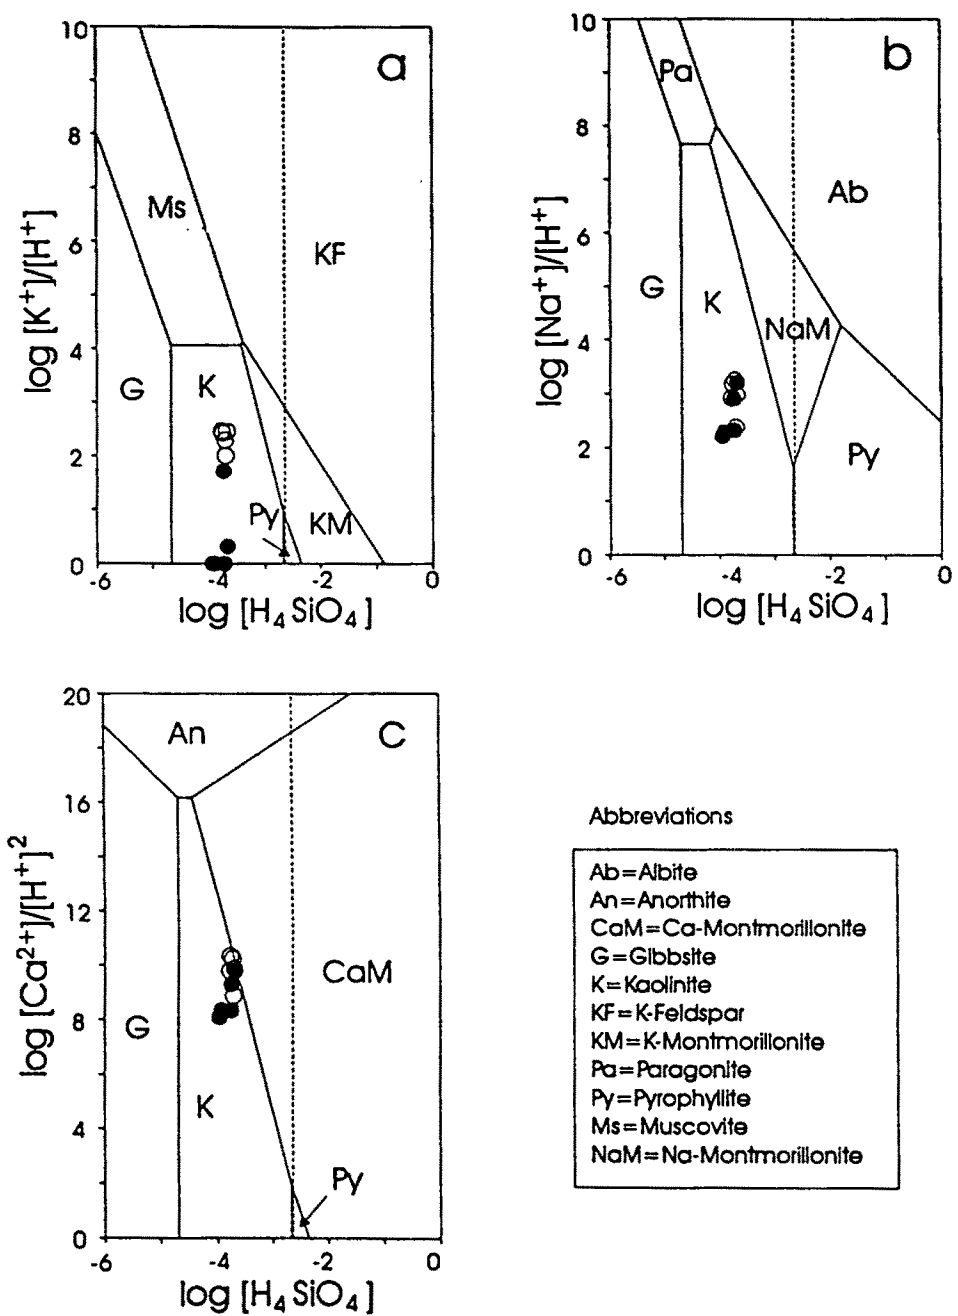 a
log [K⁺]/[H⁺]
10
8
6
4
2
0
Ms
KF
G
K
Py
KM
-6
-4
-2
0
log [H₄SiO₄]
b
log [Na⁺]/[H⁺]
10
8
6
4
2
0
Pa
Ab
G
K
NaM
Py
-6
-4
-2
0
log [H₄SiO₄]
c
log [Ca²⁺]/[H⁺]²
20
16
12
8
4
0
An
CaM
G
K
Py
-6
-4
-2
0
log [H₄SiO₄]
Abbreviations
Ab=Albite
An=Anorthite
CaM=Ca-Montmorillonite
G=Gibbsite
K=Kaolinite
KF=K-Feldspar
KM=K-Montmorillonite
Pa=Paragonite
Py=Pyrophyllite
Ms=Muscovite
NaM=Na-Montmorillonite